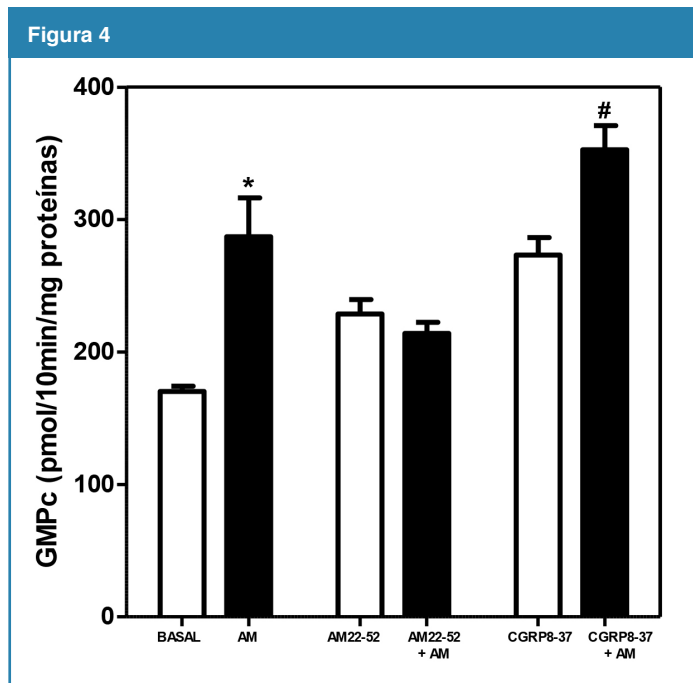 Figura 4
GMPc (pmol/10min/mg proteínas)
400
300
200
100
0
*
#
BASAL
AM
AM22-52
AM22-52
+ AM
CGRP8-37
CGRP8-37
+ AM